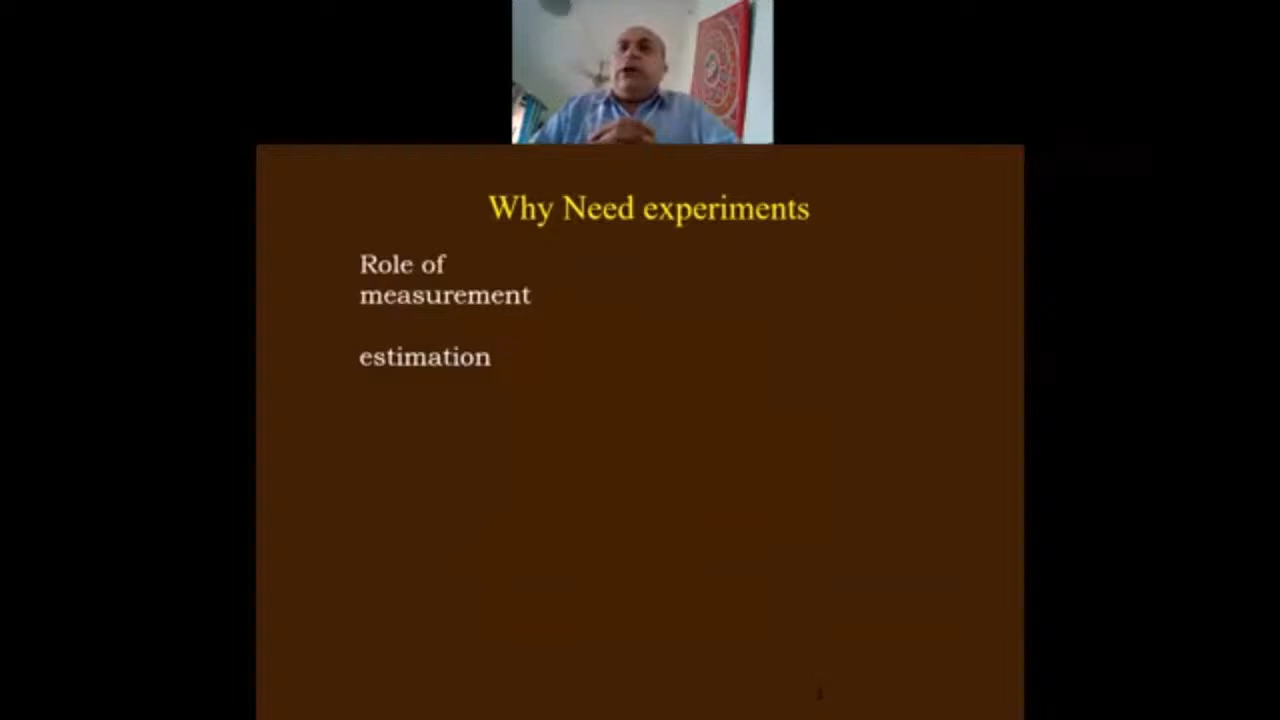 Why Need experiments
Role of
measurement
estimation